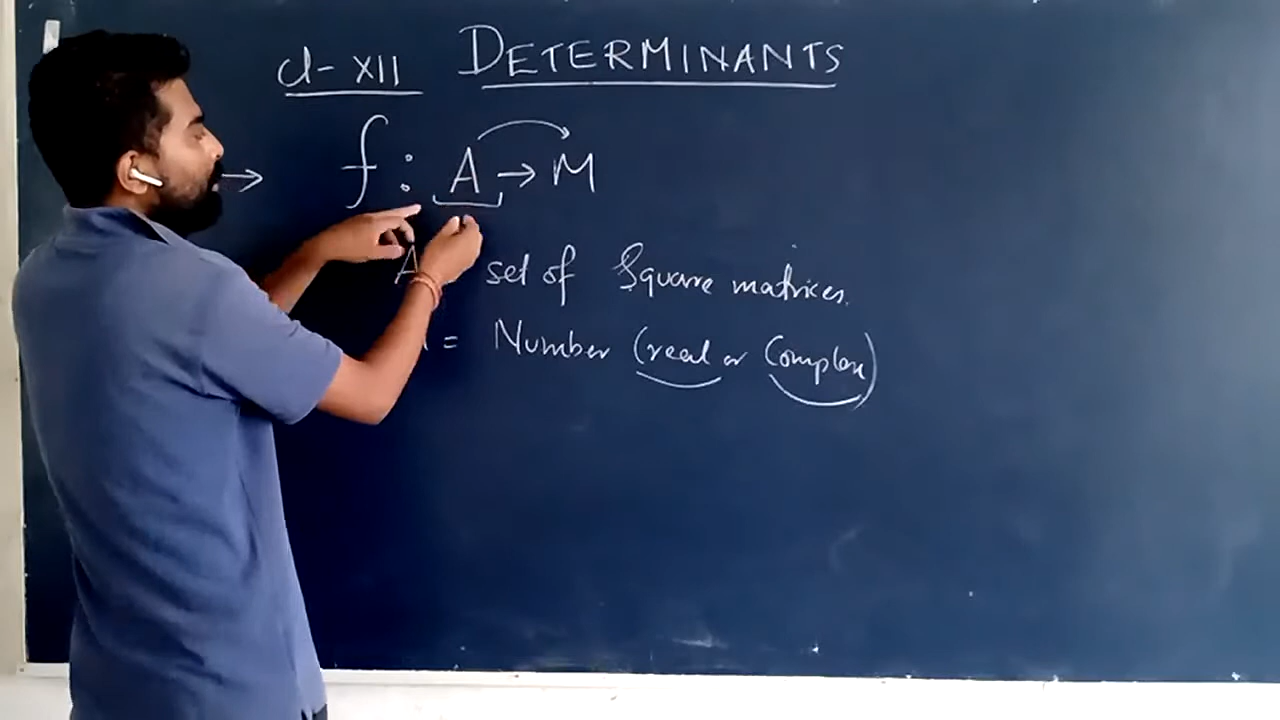 cl-XII DETERMINANTS
→ f : A → M
A set of Square matrices.
= Number (real or Complex)